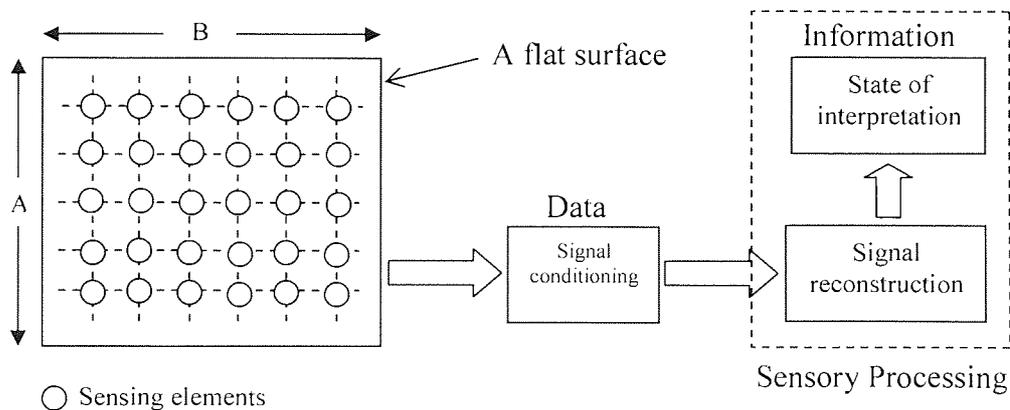 B
A flat surface
A
Sensing elements
Data
Signal
conditioning
Information
State of
interpretation
Signal
reconstruction
Sensory Processing